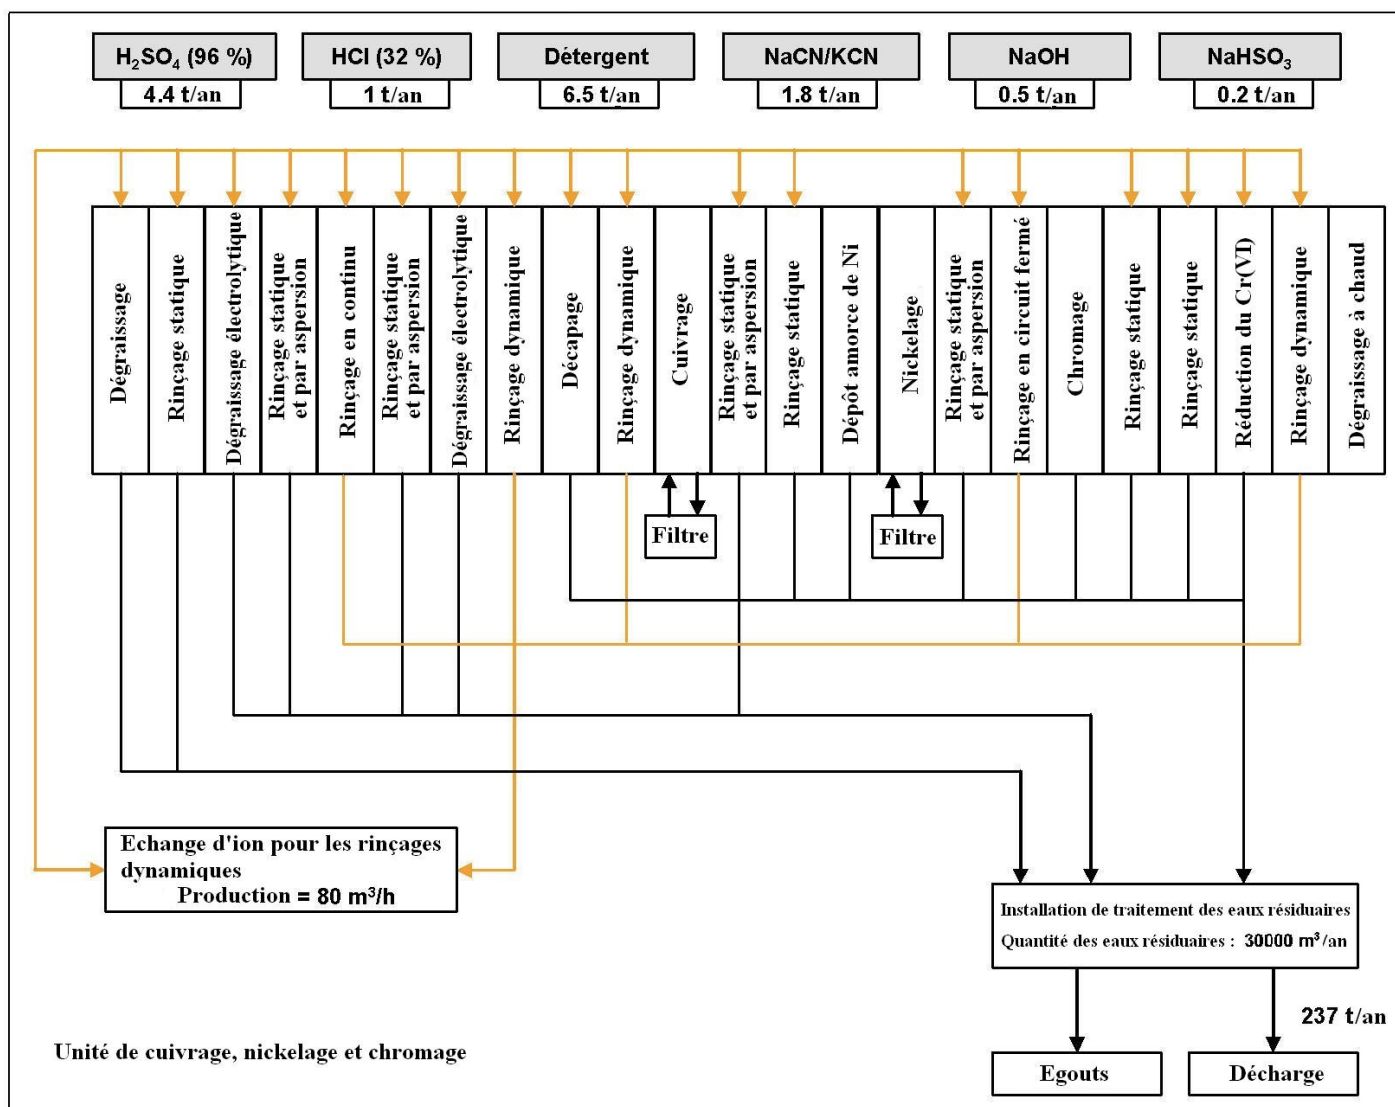 H₂SO₄ (96 %)
HCl (32 %)
Détergent
NaCN/KCN
NaOH
NaHSO₃
4.4 t/an
1 t/an
6.5 t/an
1.8 t/an
0.5 t/an
0.2 t/an
Dégraissage
Rinçage statique
Dégraissage électrolytique
Rinçage statique
et par aspersion
Rinçage en continu
Rinçage statique
et par aspersion
Dégraissage électrolytique
Rinçage dynamique
Décapage
Rinçage dynamique
Cuivrage
Rinçage statique
et par aspersion
Rinçage statique
Dépôt amorce de Ni
Nickelage
Rinçage statique
et par aspersion
Rinçage en circuit fermé
Chromage
Rinçage statique
Rinçage statique
Réduction du Cr(VI)
Rinçage dynamique
Dégraissage à chaud
Filtre
Filtre
Echange d'ion pour les rinçages
dynamiques
Production = 80 m³/h
Installation de traitement des eaux résiduaires
Quantité des eaux résiduaires : 30000 m³/an
237 t/an
Unité de cuivrage, nickelage et chromage
Egouts
Décharge